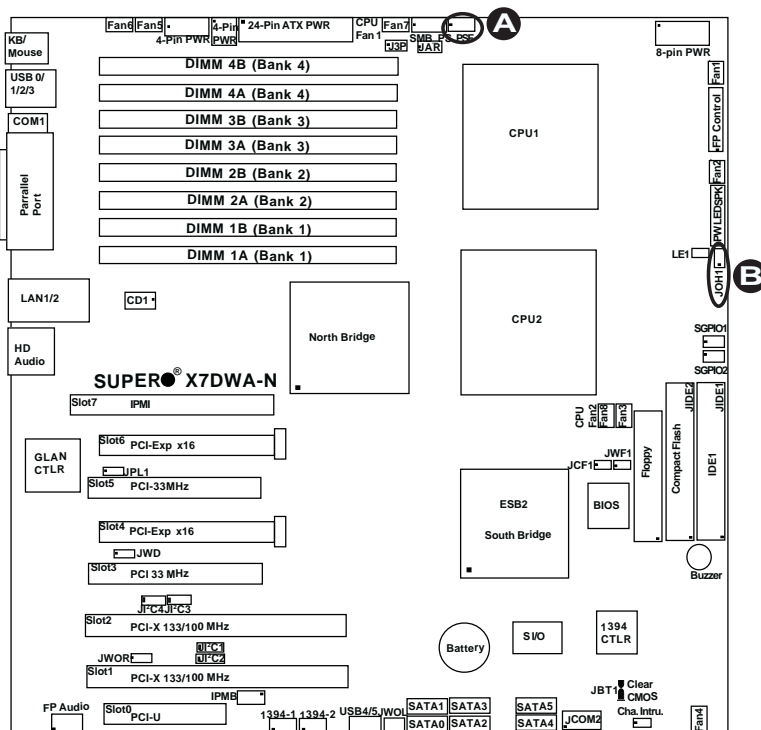 Fan6 Fan5
4-Pin PWR
4-Pin PWR
24-Pin ATX PWR
CPU Fan 1
Fan7
J3P
SMB_PS
PSF
JAR
A
8-pin PWR
KB/ Mouse
USB 0/ 1/2/3
COM1
Parrallel Port
LAN1/2
HD Audio
DIMM 4B (Bank 4)
DIMM 4A (Bank 4)
DIMM 3B (Bank 3)
DIMM 3A (Bank 3)
DIMM 2B (Bank 2)
DIMM 2A (Bank 2)
DIMM 1B (Bank 1)
DIMM 1A (Bank 1)
CPU1
CPU2
Fan1
FP Control
Fan2
PW LED SPK
LE1
JOH1
B
CD1
North Bridge
SGPIO1
SGPIO2
SUPER® X7DWA-N
Slot7 IPMI
Slot6 PCI-Exp x16
GLAN CTLR
JPL1
Slot5 PCI-33MHz
Slot4 PCI-Exp x16
JWD
Slot3 PCI 33 MHz
JI²C4 JI²C3
Slot2 PCI-X 133/100 MHz
JI²C1
JI²C2
JWOR
Slot1 PCI-X 133/100 MHz
IPMB
FP Audio
Slot0 PCI-U
1394-1 1394-2
USB4/5
JWOL
CPU Fan2
Fan8
Fan3
JCF1
JWF1
Floppy
Compact Flash
JIDE2
IDE1
JIDE1
BIOS
ESB2
South Bridge
Buzzer
Battery
SI/O
1394 CTLR
JBT1
Clear CMOS
Cha. Intru.
SATA1 SATA3
SATA0 SATA2
SATA5
SATA4
JCOM2
Fan4